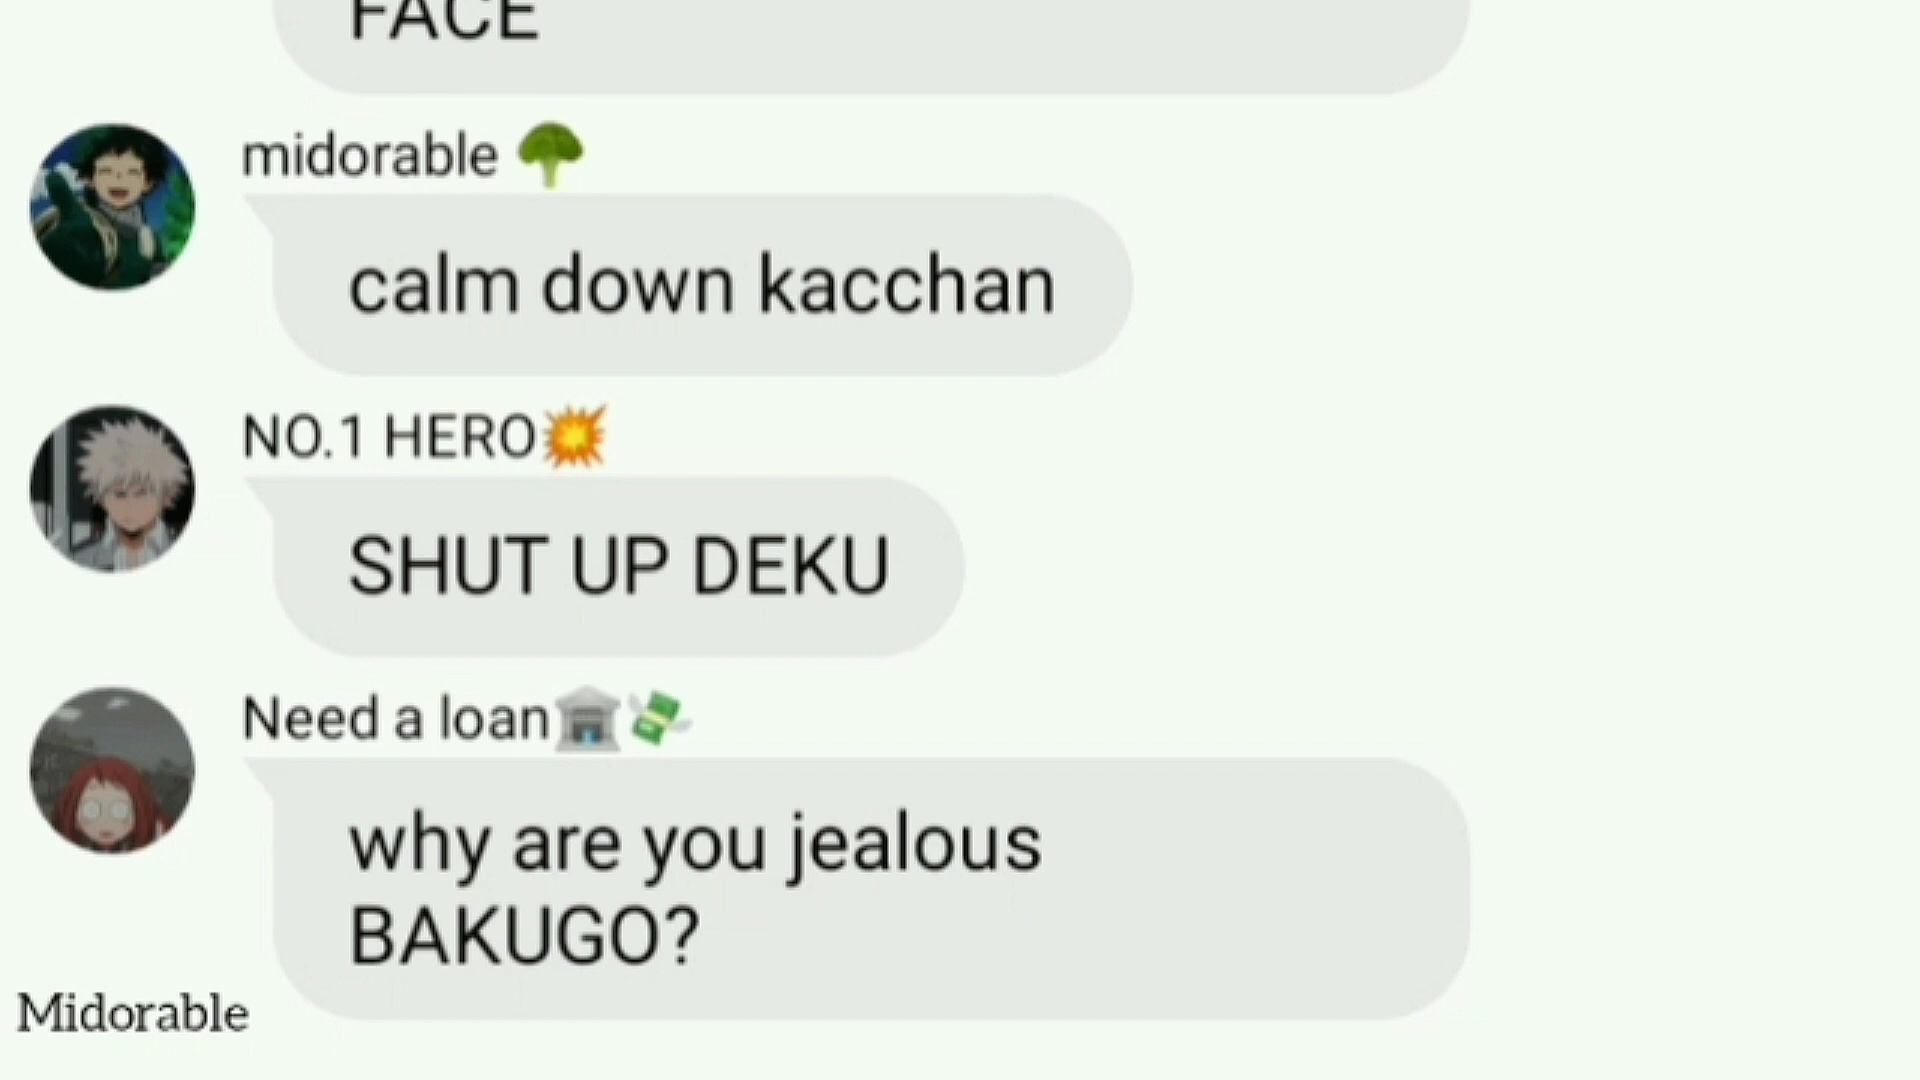 FACE
midorable 🥦
calm down kacchan
NO.1 HERO💥
SHUT UP DEKU
Need a loan🏦💸
why are you jealous
BAKUGO?
Midorable